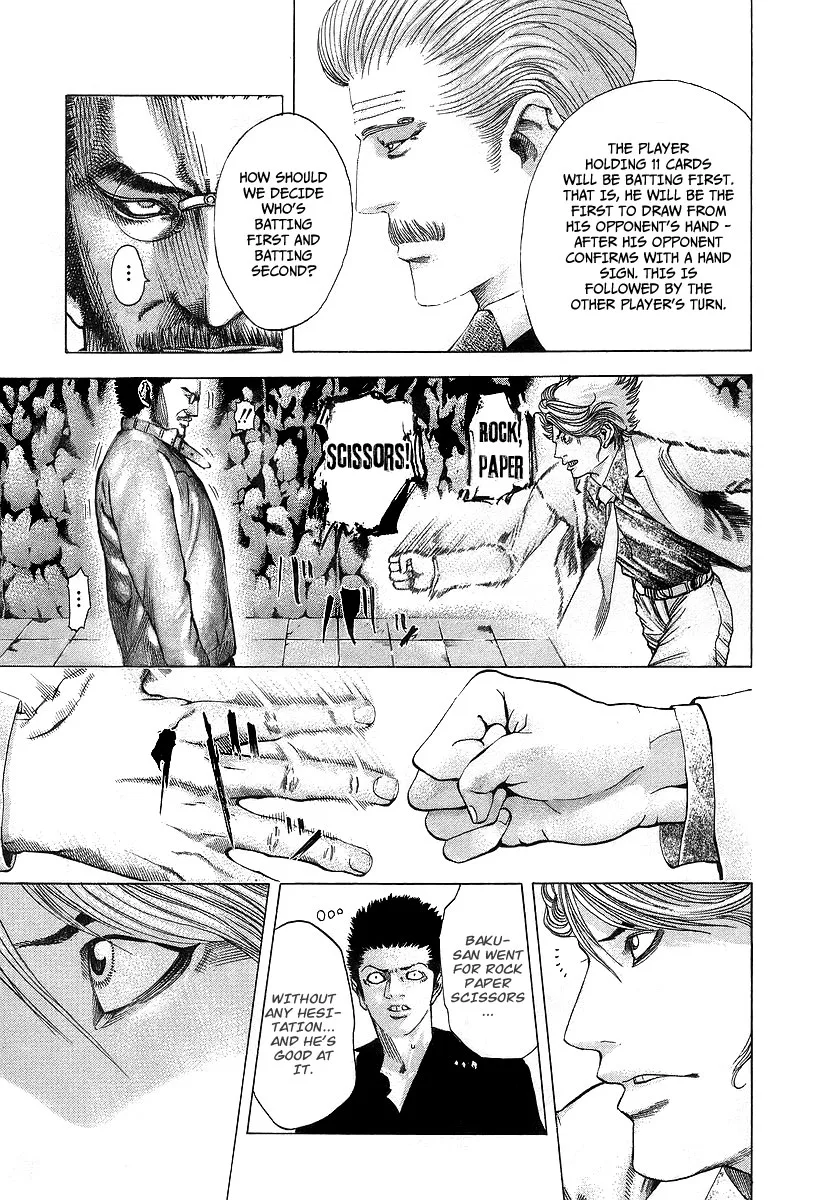 THE PLAYER
HOLDING 11 CARDS
WILL BE BATTING FIRST.
THAT IS, HE WILL BE THE
FIRST TO DRAW FROM
HIS OPPONENT'S HAND -
AFTER HIS OPPONENT
CONFIRMS WITH A HAND
SIGN. THIS IS
FOLLOWED BY THE
OTHER PLAYER'S TURN.
HOW SHOULD
WE DECIDE
WHO'S
BATTING
FIRST AND
BATTING
SECOND?
...
ROCK,
PAPER
SCISSORS!
!!
...
BAKU-
SAN WENT
FOR ROCK
PAPER
SCISSORS
...
WITHOUT
ANY HESI-
TATION...
AND HE'S
GOOD AT
IT.